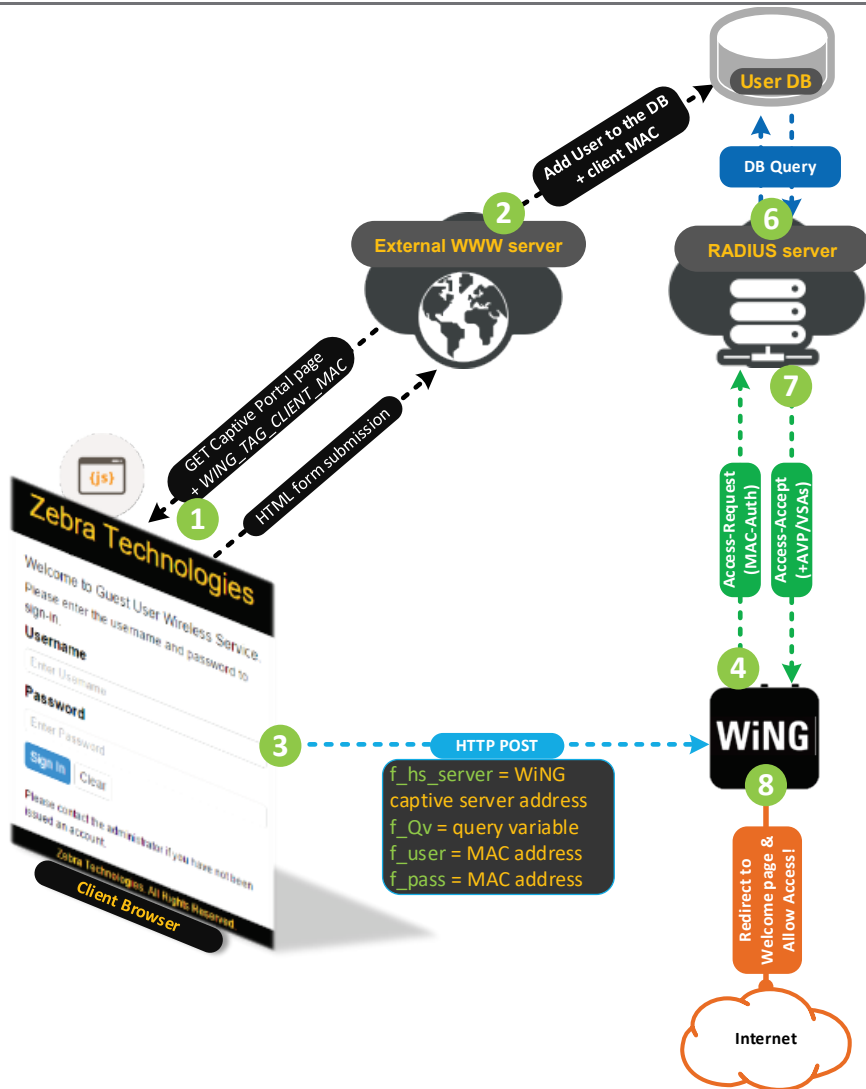 User DB
Add User to the DB
+ client MAC
DB Query
2
6
External WWW server
RADIUS server
GET Captive Portal page
+ WING_TAG_CLIENT_MAC
HTML form submission
7
{js}
1
Zebra Technologies
Welcome to Guest User Wireless Service.
Please enter the username and password to
sign-in.
Username
Enter Username
Password
Enter Password
Sign In
Clear
Please contact the administrator if you have not been
issued an account.
Zebra Technologies. All Rights Reserved.
Client Browser
Access-Request
(MAC-Auth)
Access-Accept
(+AVP/VSAs)
4
3
HTTP POST
WiNG
f_hs_server = WiNG
captive server address
f_Qv = query variable
f_user = MAC address
f_pass = MAC address
8
Redirect to
Welcome page &
Allow Access!
Internet